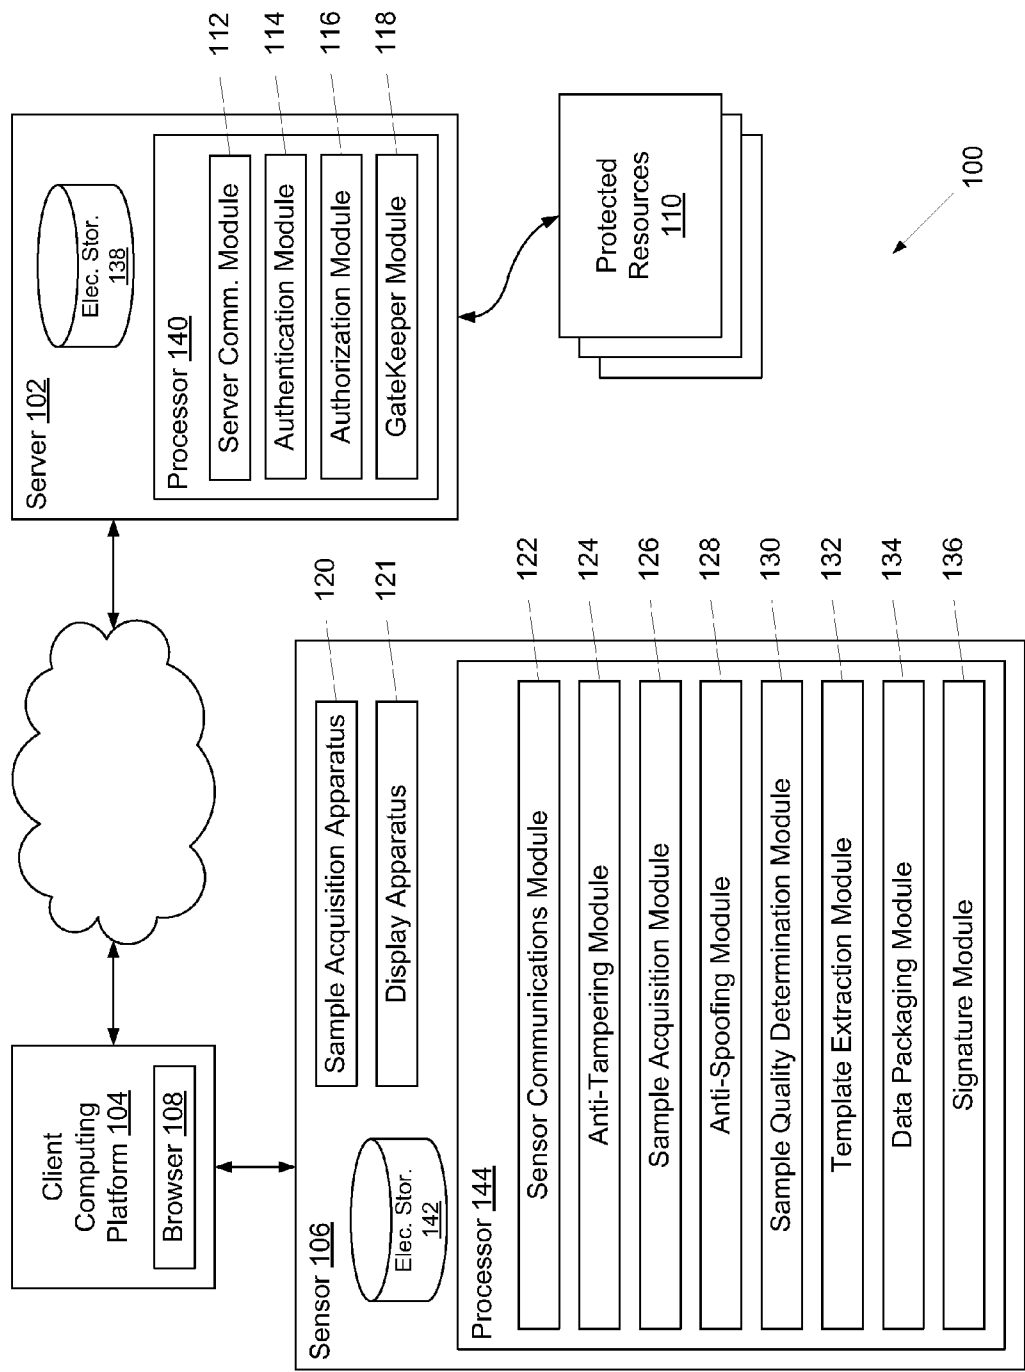 Client
Computing
Platform 104
Browser 108
Server 102
Elec. Stor.
138
Processor 140
Server Comm. Module
Authentication Module
Authorization Module
GateKeeper Module
112
114
116
118
Sensor 106
Elec. Stor.
142
Sample Acquisition Apparatus
Display Apparatus
120
121
Processor 144
Sensor Communications Module
Anti-Tampering Module
Sample Acquisition Module
Anti-Spoofing Module
Sample Quality Determination Module
Template Extraction Module
Data Packaging Module
Signature Module
122
124
126
128
130
132
134
136
Protected
Resources
110
100